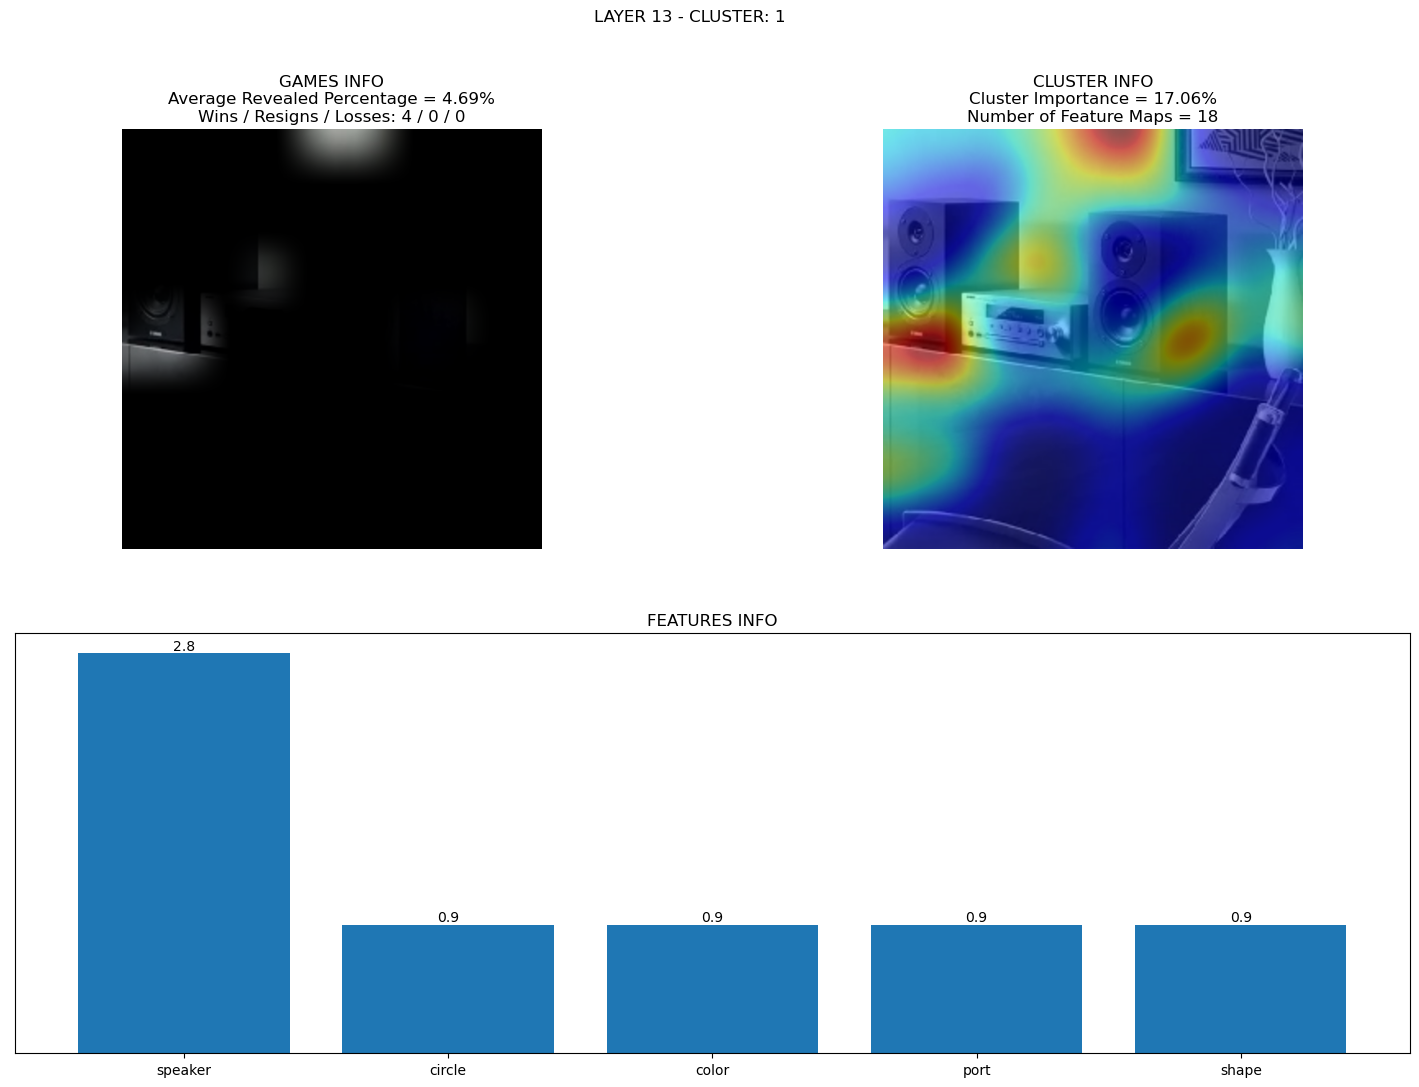 LAYER 13 - CLUSTER: 1
GAMES INFO
Average Revealed Percentage = 4.69%
Wins / Resigns / Losses: 4 / 0 / 0
CLUSTER INFO
Cluster Importance = 17.06%
Number of Feature Maps = 18
FEATURES INFO
2.8
0.9
0.9
0.9
0.9
speaker
circle
color
port
shape